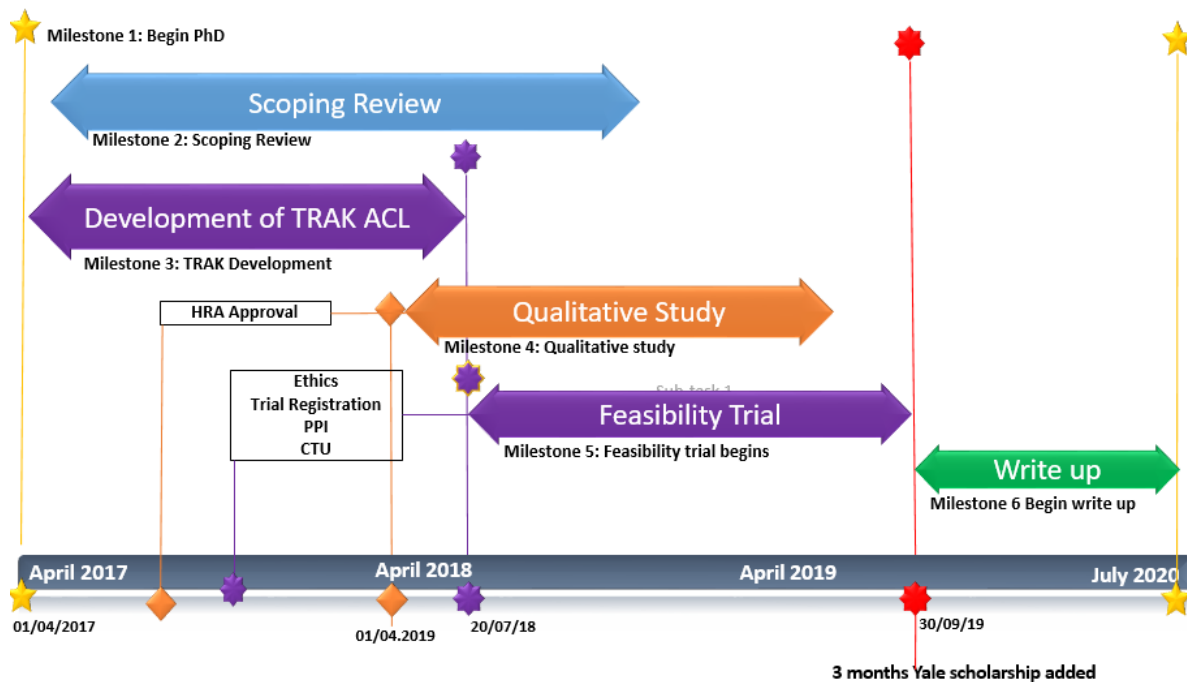 Milestone 1: Begin PhD
Scoping Review
Milestone 2: Scoping Review
Development of TRAK ACL
Milestone 3: TRAK Development
HRA Approval
Qualitative Study
Milestone 4: Qualitative study
Ethics
Trial Registration
PPI
CTU
Sub-task 1
Feasibility Trial
Milestone 5: Feasibility trial begins
Write up
Milestone 6 Begin write up
April 2017
April 2018
April 2019
July 2020
01/04/2017
01/04.2019
20/07/18
30/09/19
3 months Yale scholarship added